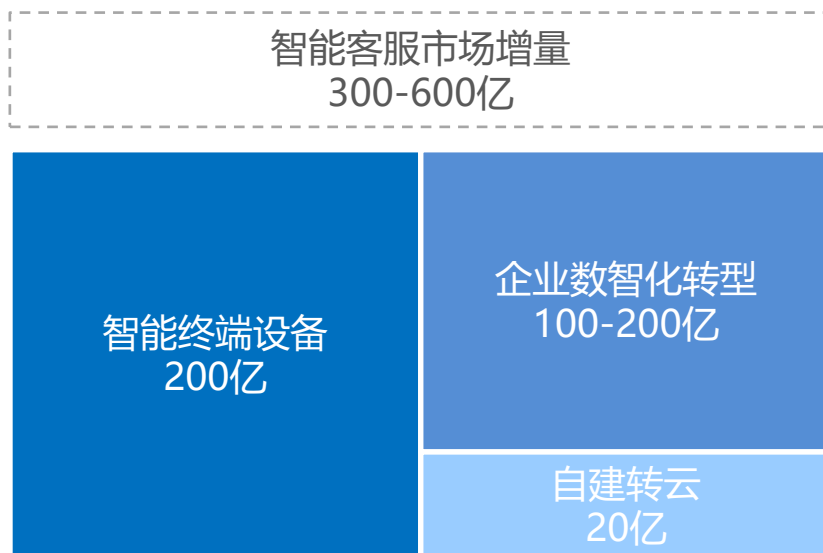 智能客服市场增量
300-600亿
智能终端设备
200亿
企业数智化转型
100-200亿
自建转云
20亿